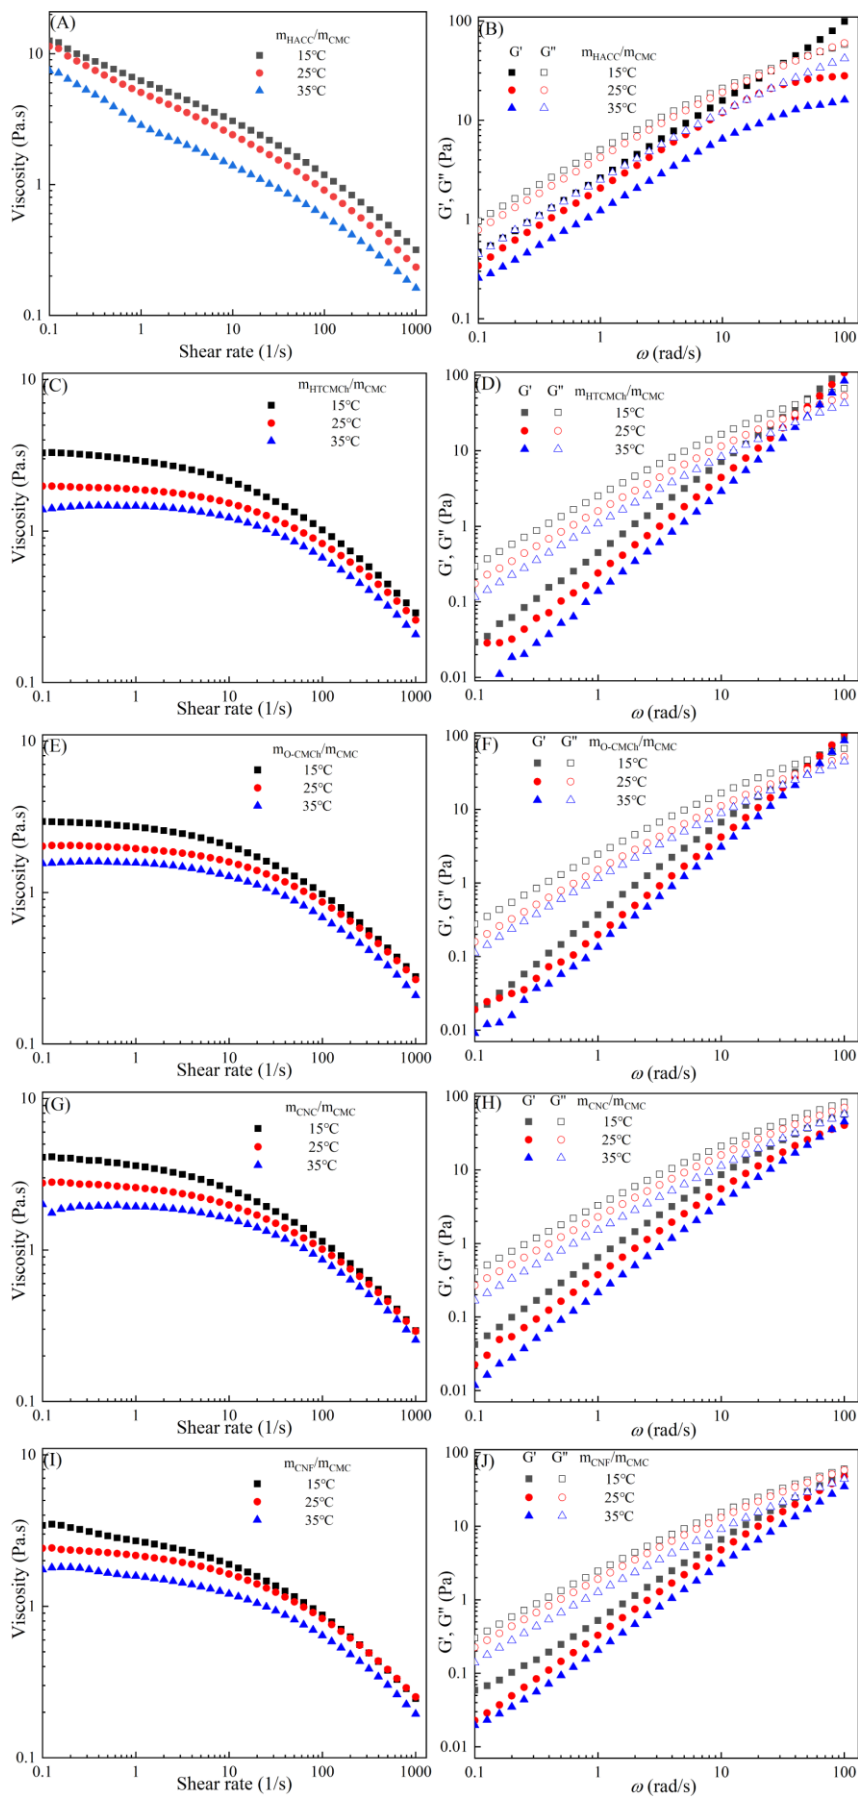 (A)
m_HACC/m_CMC
15°C
25°C
35°C
10
1
0.1
Viscosity (Pa.s)
0.1 1 10 100 1000
Shear rate (1/s)
(B)
G' G'' m_HACC/m_CMC
15°C
25°C
35°C
100
10
1
0.1
G', G'' (Pa)
0.1 1 10 100
ω (rad/s)
(C)
m_HTCMCh/m_CMC
15°C
25°C
35°C
10
1
0.1
Viscosity (Pa.s)
0.1 1 10 100 1000
Shear rate (1/s)
(D)
G' G'' m_HTCMCh/m_CMC
15°C
25°C
35°C
100
10
1
0.1
0.01
G', G'' (Pa)
0.1 1 10 100
ω (rad/s)
(E)
m_O-CMCh/m_CMC
15°C
25°C
35°C
10
1
0.1
Viscosity (Pa.s)
0.1 1 10 100 1000
Shear rate (1/s)
(F)
G' G'' m_O-CMCh/m_CMC
15°C
25°C
35°C
100
10
1
0.1
0.01
G', G'' (Pa)
0.1 1 10 100
ω (rad/s)
(G)
m_CNC/m_CMC
15°C
25°C
35°C
10
1
0.1
Viscosity (Pa.s)
0.1 1 10 100 1000
Shear rate (1/s)
(H)
G' G'' m_CNC/m_CMC
15°C
25°C
35°C
100
10
1
0.1
0.01
G', G'' (Pa)
0.1 1 10 100
ω (rad/s)
(I)
m_CNF/m_CMC
15°C
25°C
35°C
10
1
0.1
Viscosity (Pa.s)
0.1 1 10 100 1000
Shear rate (1/s)
(J)
G' G'' m_CNF/m_CMC
15°C
25°C
35°C
100
10
1
0.1
0.01
G', G'' (Pa)
0.1 1 10 100
ω (rad/s)